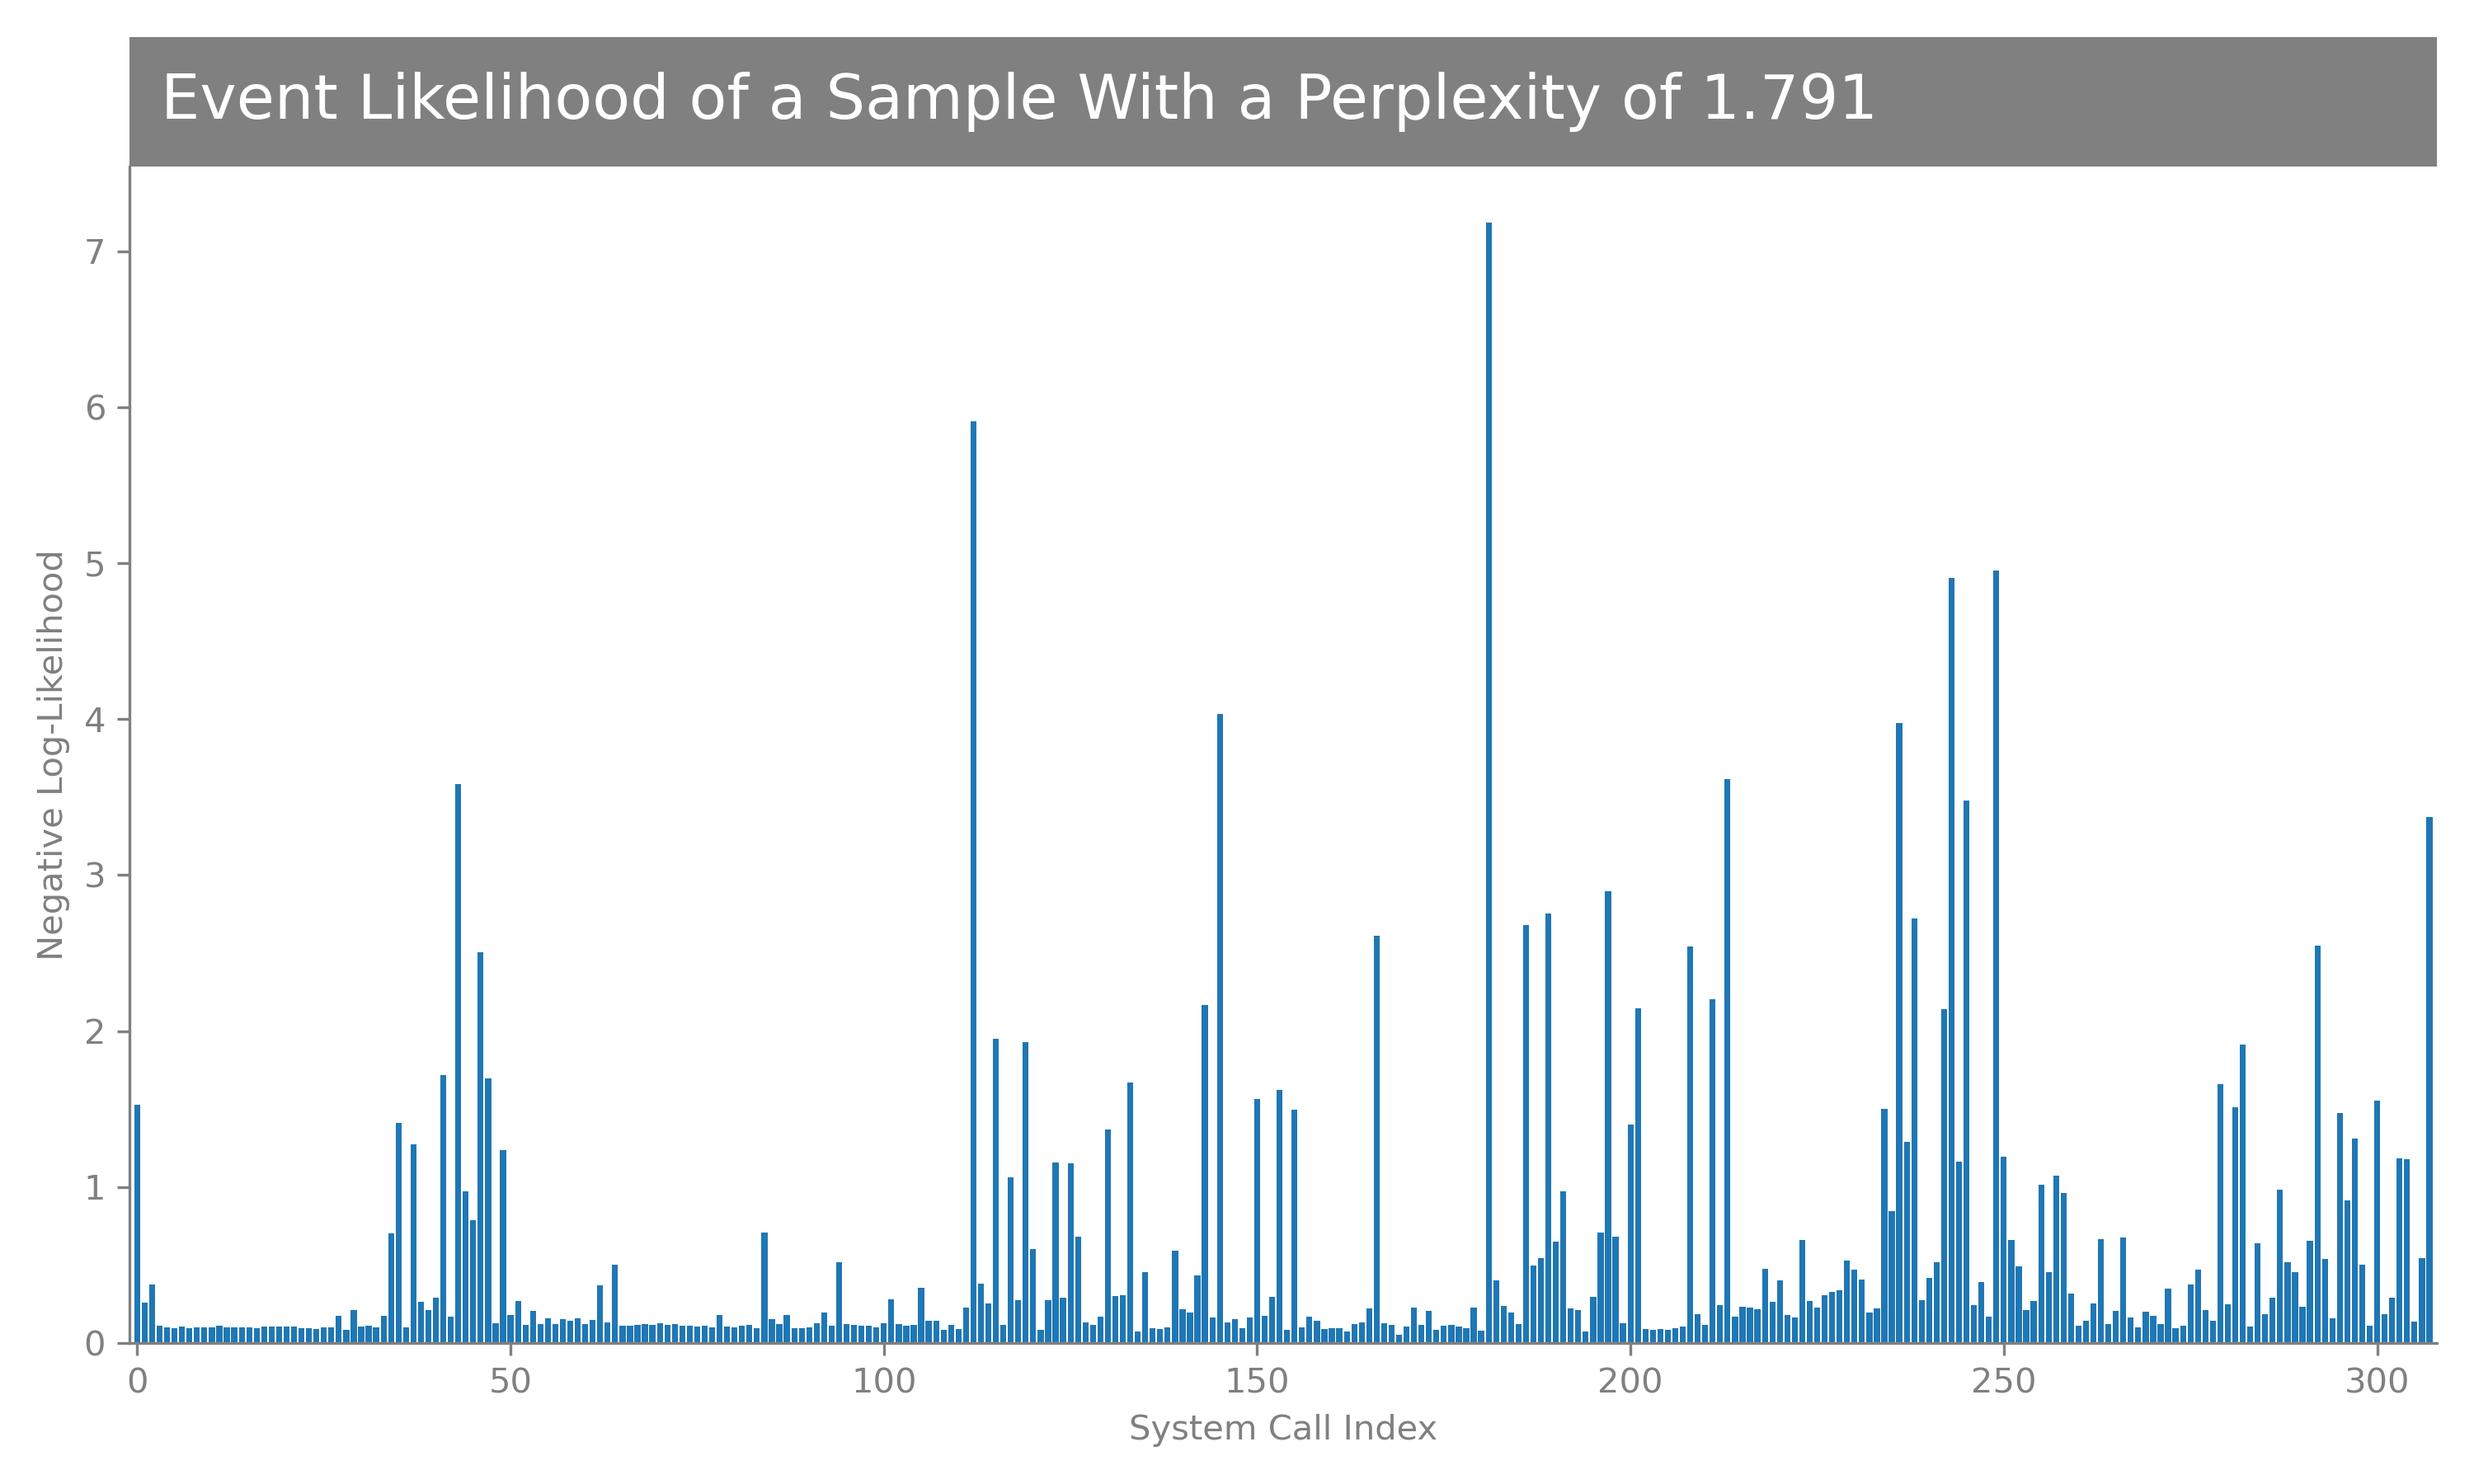 Event Likelihood of a Sample With a Perplexity of 1.791
Negative Log-Likelihood
7
6
5
4
3
2
1
0
0 50 100 150 200 250 300
System Call Index